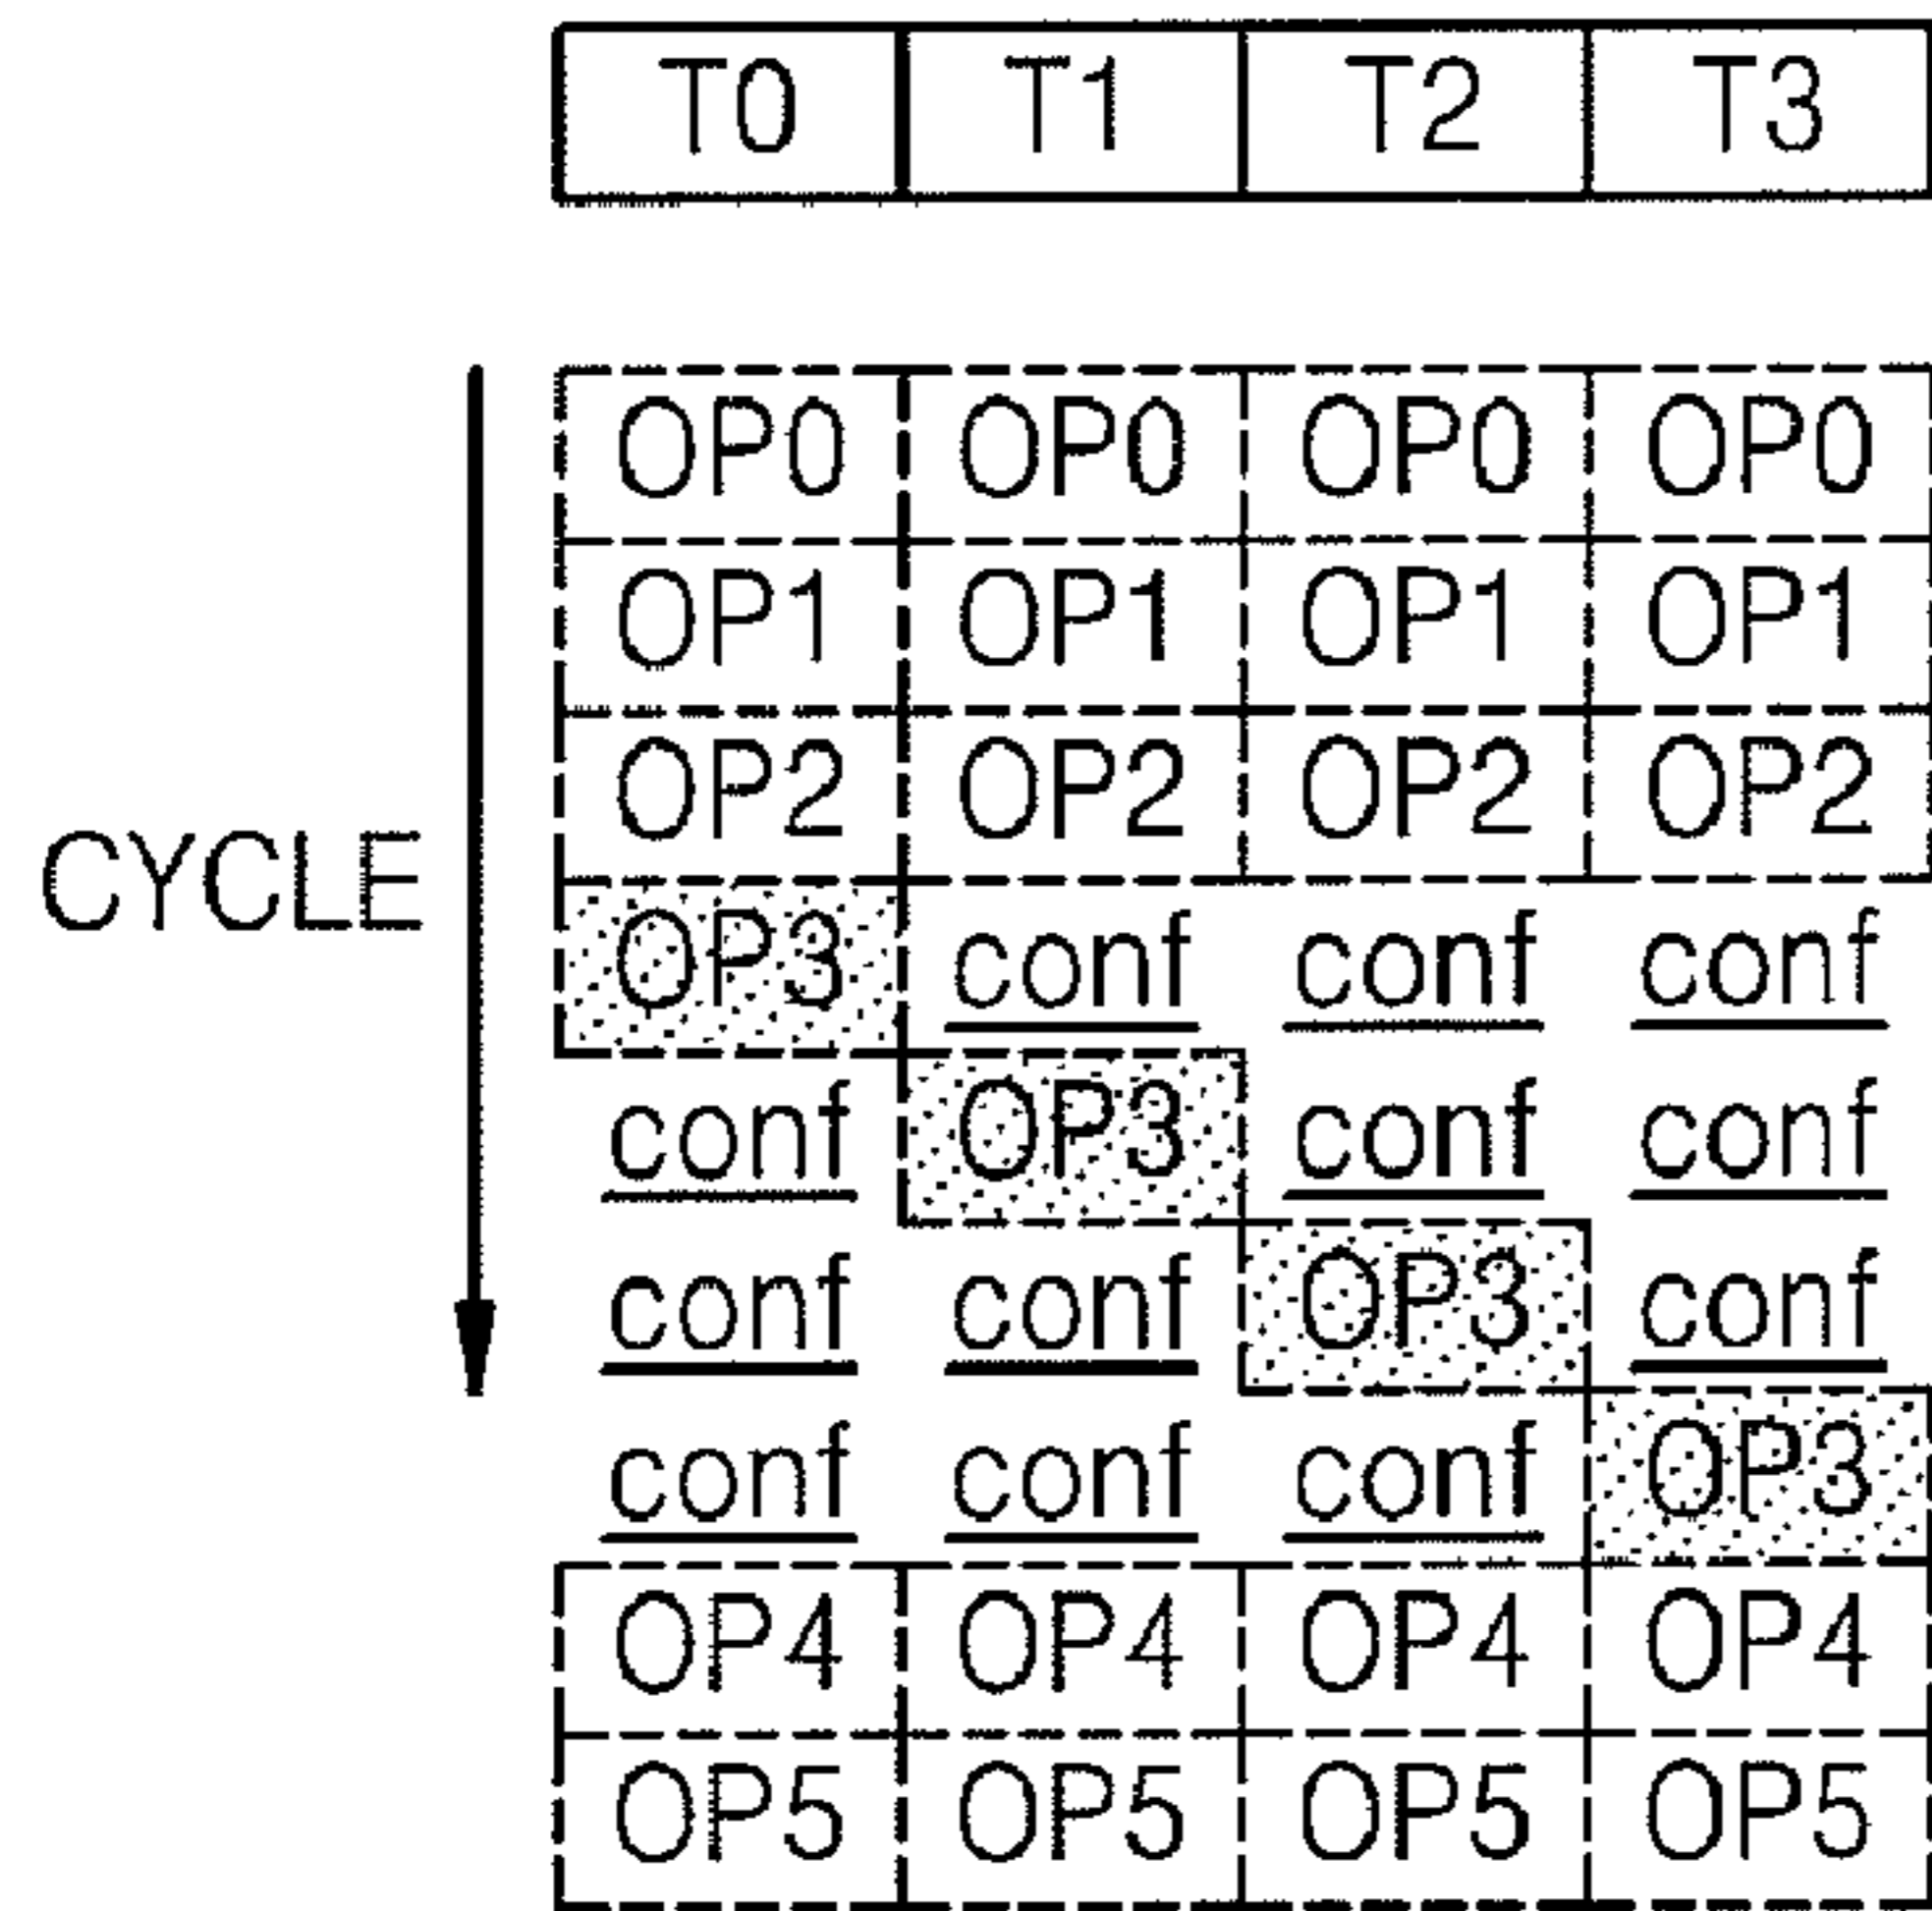 T0 T1 T2 T3
OP0 OP0 OP0 OP0
OP1 OP1 OP1 OP1
OP2 OP2 OP2 OP2
CYCLE
OP3 conf conf conf
conf OP3 conf conf
conf conf OP3 conf
conf conf conf OP3
OP4 OP4 OP4 OP4
OP5 OP5 OP5 OP5